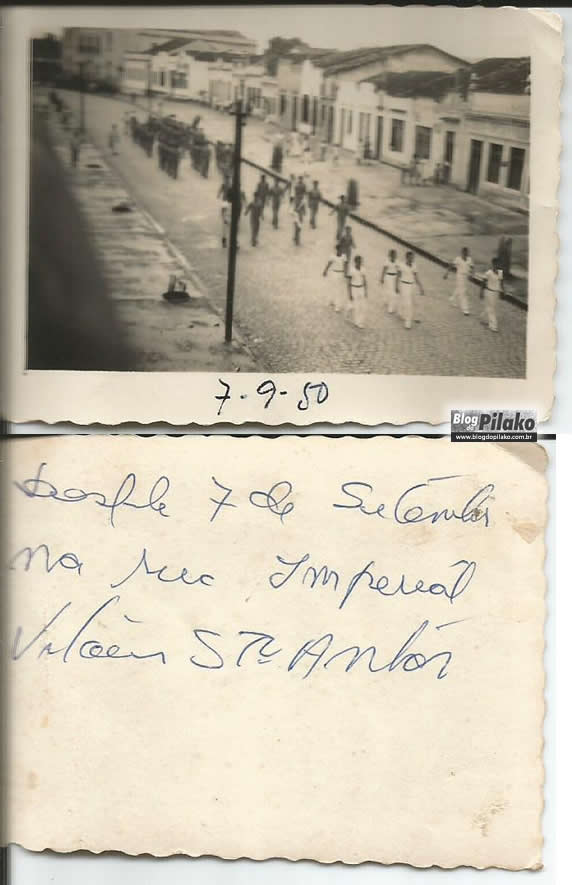 7-9-50
Blog do Pilako
www.blogdopilako.com.br
Desfile 7 de Setembro
na rua Imperial
Vitória STº Antão